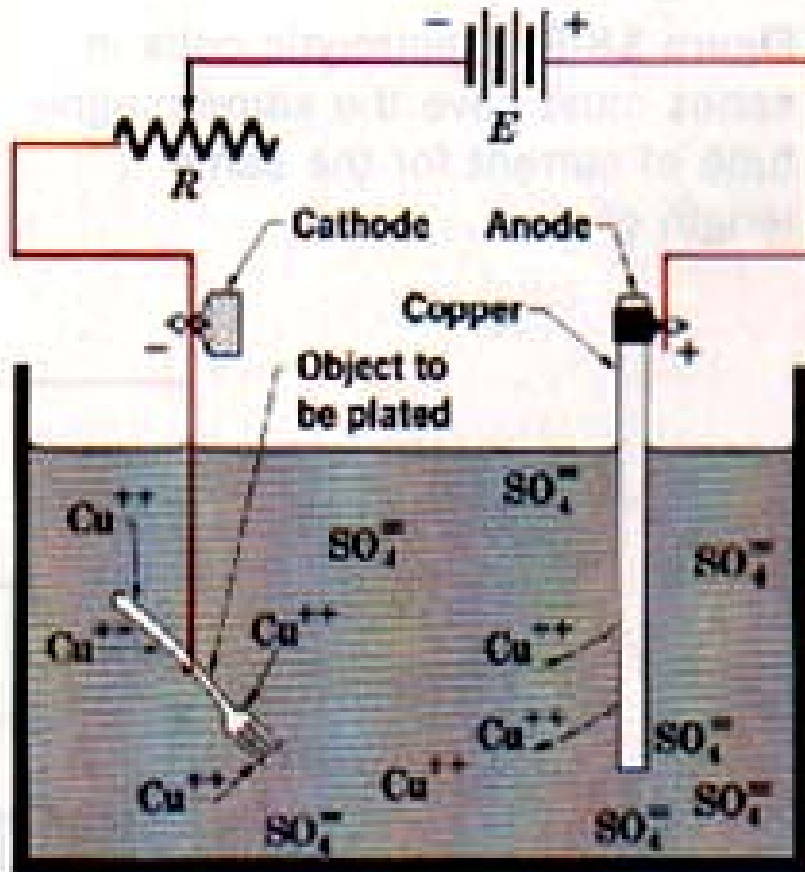 − +
E
R
Cathode
Anode
Copper
− +
Object to
be plated
SO₄⁼
Cu⁺⁺
SO₄⁼
SO₄⁼
Cu⁺⁺
Cu⁺⁺
Cu⁺⁺
Cu⁺⁺
SO₄⁼
Cu⁺⁺
Cu⁺⁺
SO₄⁼
SO₄⁼
SO₄⁼